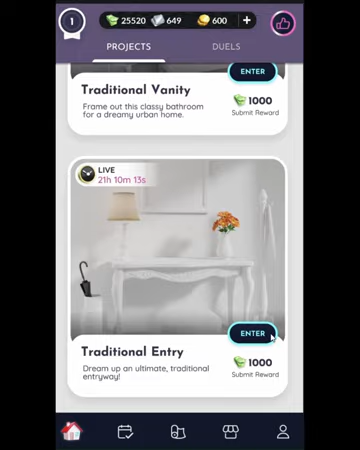 1
25520
649
600
+
PROJECTS
DUELS
ENTER
Traditional Vanity
Frame out this classy bathroom
for a dreamy urban home.
1000
Submit Reward
LIVE
21h 10m 13s
ENTER
Traditional Entry
Dream up an ultimate, traditional
entryway!
1000
Submit Reward